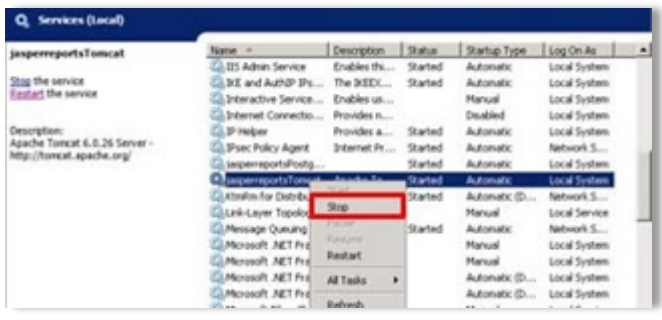 Services (Local)
jasperreportsTomcat
Stop the service
Restart the service
Description:
Apache Tomcat 6.0.26 Server -
http://tomcat.apache.org/
Name Description Status Startup Type Log On As
IIS Admin Service Enables thi... Started Automatic Local System
IKE and AuthIP IPs... The IKEEX... Started Automatic Local System
Interactive Service... Enables us... Manual Local System
Internet Connectio... Provides n... Disabled Local System
IP Helper Provides a... Started Automatic Local System
IPsec Policy Agent Internet Pr... Started Automatic Network S...
jasperreportsPostg... Started Automatic Local System
jasperreportsTomcat Apache To... Started Automatic Local System
KtmRm for Distribu Started Automatic (D... Network S...
Start
Stop
Pause
Resume
Restart
All Tasks
Refresh
Link-Layer Topolo Manual Local Service
Message Queuing Started Automatic Network S...
Microsoft .NET Fra Manual Local System
Microsoft .NET Fra Manual Local System
Microsoft .NET Fra Automatic (D... Local System
Microsoft .NET Fra Automatic (D... Local System